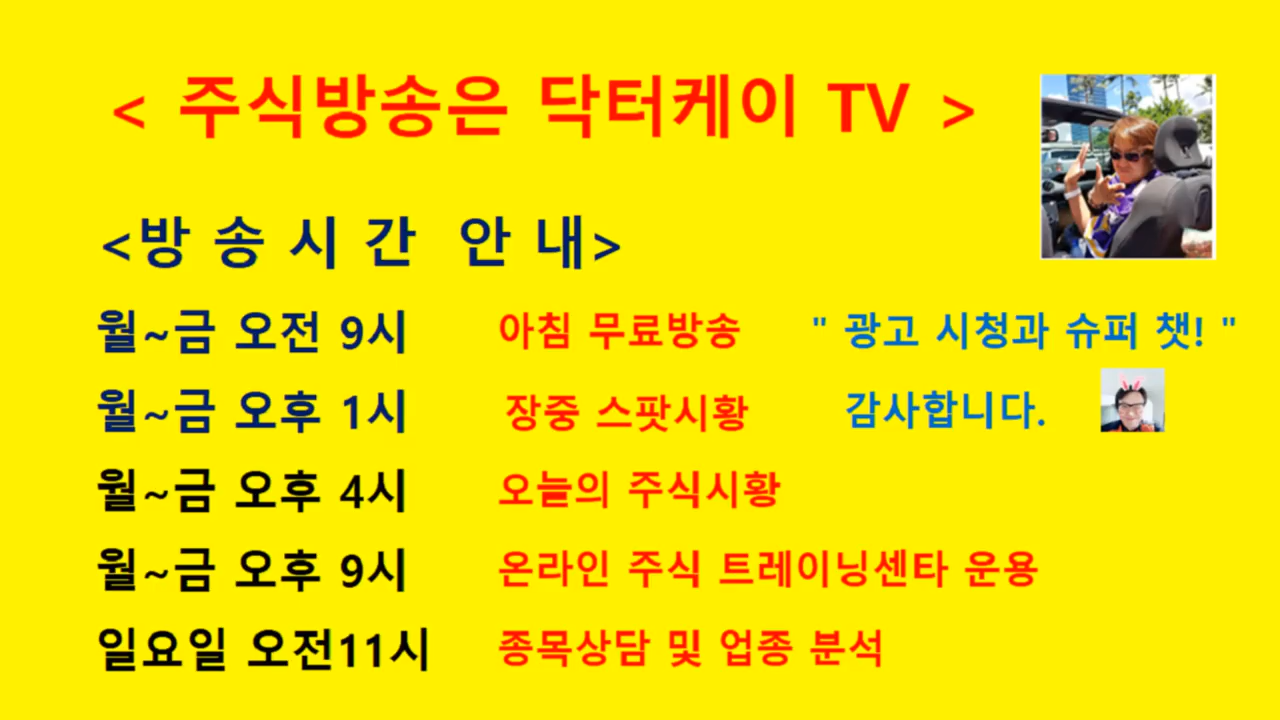 < 주식방송은 닥터케이 TV >
<방 송 시 간 안 내>
월~금 오전 9시 아침 무료방송 " 광고 시청과 슈퍼 챗! "
월~금 오후 1시 장중 스팟시황 감사합니다.
월~금 오후 4시 오늘의 주식시황
월~금 오후 9시 온라인 주식 트레이닝센타 운용
일요일 오전11시 종목상담 및 업종 분석